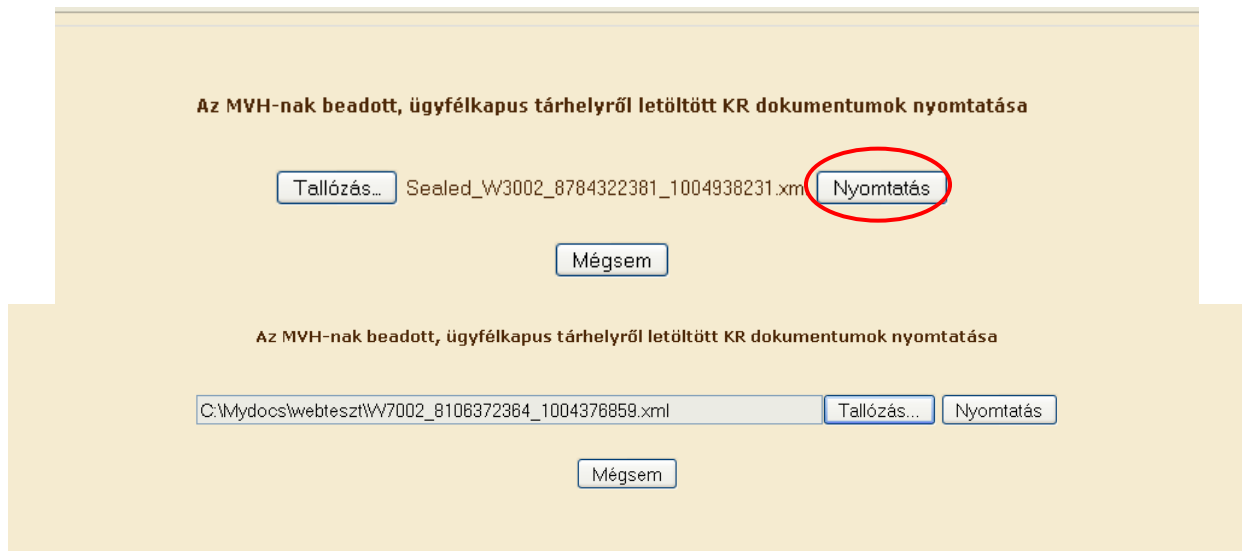 Az MVH-nak beadott, ügyfélkapus tárhelyről letöltött KR dokumentumok nyomtatása
Tallózás... Sealed_W3002_8784322381_1004938231.xm Nyomtatás
Mégsem
Az MVH-nak beadott, ügyfélkapus tárhelyről letöltött KR dokumentumok nyomtatása
C:\Mydocs\webteszt\W7002_8106372364_1004376859.xml Tallózás... Nyomtatás
Mégsem